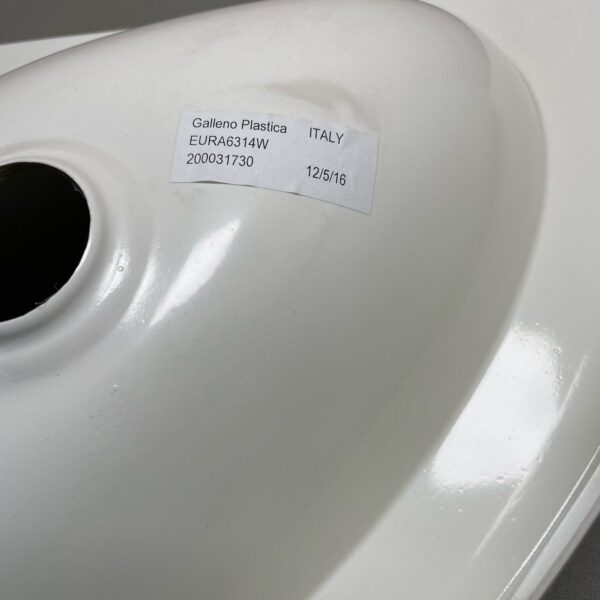 Galleno Plastica ITALY
EURA6314W
200031730 12/5/16